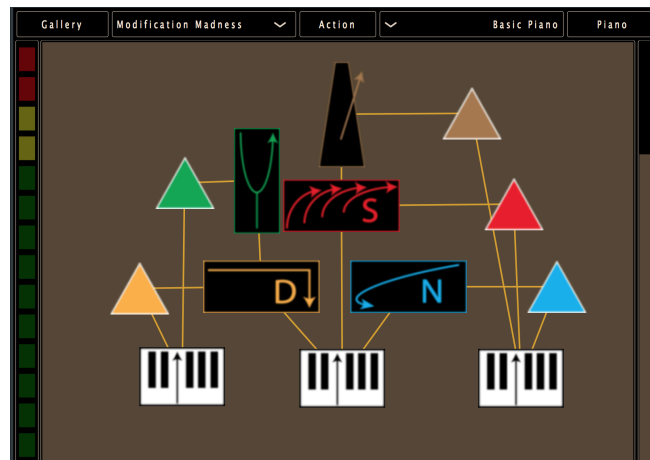 Gallery
Modification Madness
Action
Basic Piano
Piano
S
D
N